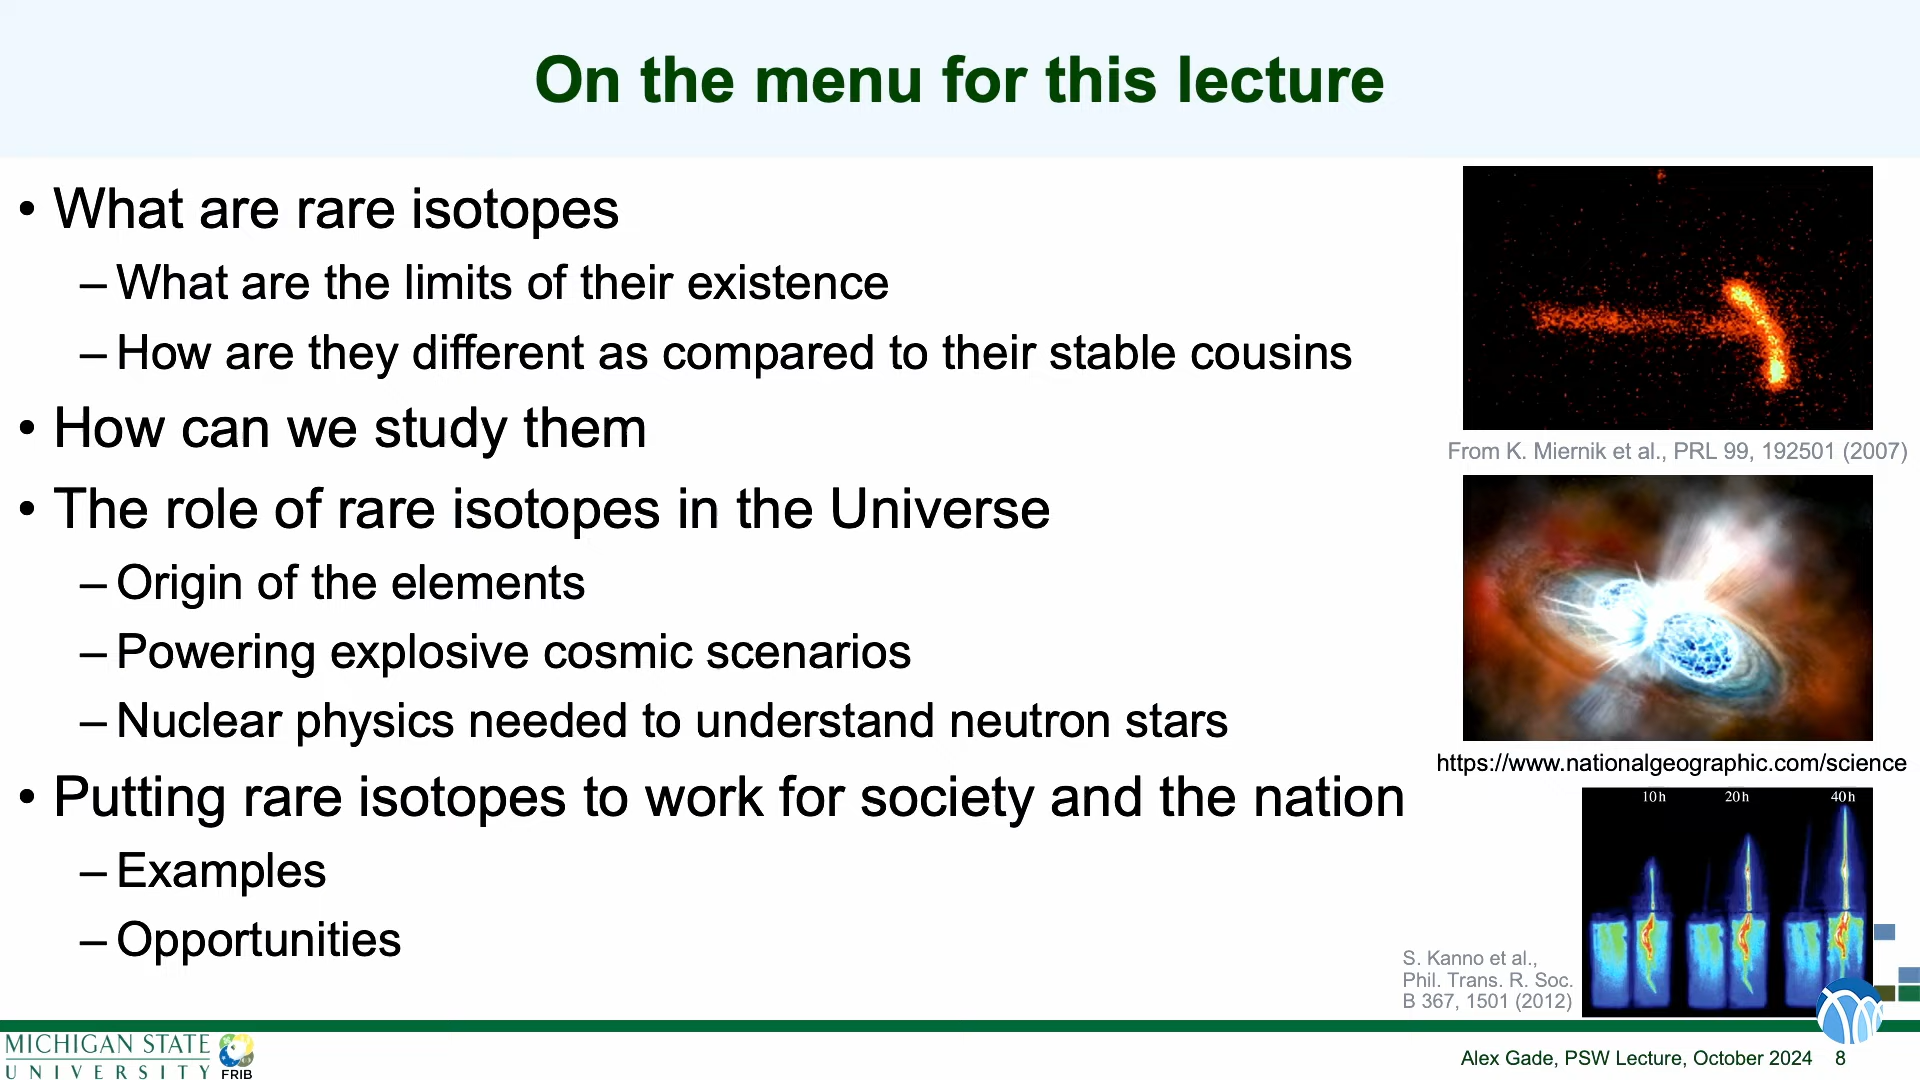 On the menu for this lecture
• What are rare isotopes
– What are the limits of their existence
– How are they different as compared to their stable cousins
• How can we study them
• The role of rare isotopes in the Universe
– Origin of the elements
– Powering explosive cosmic scenarios
– Nuclear physics needed to understand neutron stars
• Putting rare isotopes to work for society and the nation
– Examples
– Opportunities
From K. Miernik et al., PRL 99, 192501 (2007)
https://www.nationalgeographic.com/science
10 h 20 h 40 h
S. Kanno et al.,
Phil. Trans. R. Soc.
B 367, 1501 (2012)
MICHIGAN STATE
UNIVERSITY
FRIB
Alex Gade, PSW Lecture, October 2024 8